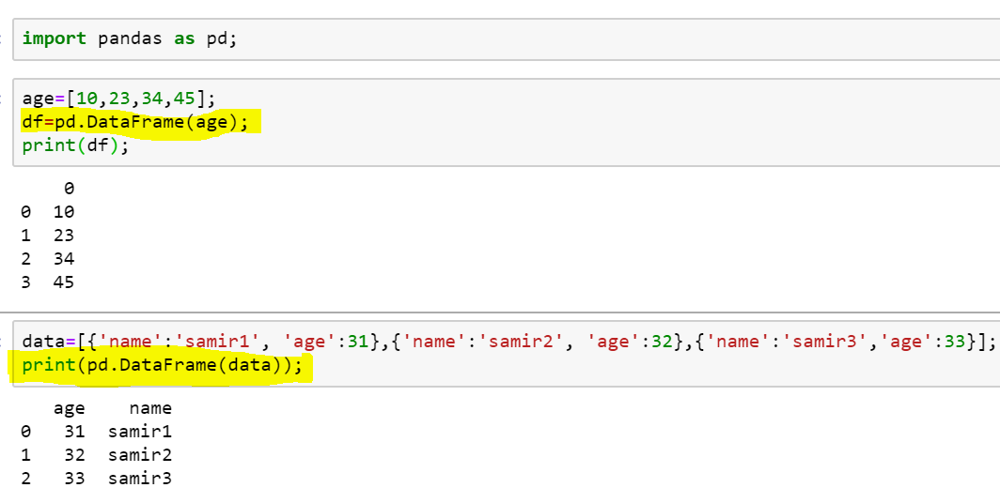 import pandas as pd;
age=[10,23,34,45];
df=pd.DataFrame(age);
print(df);
0
0 10
1 23
2 34
3 45
data=[{'name':'samir1', 'age':31},{'name':'samir2', 'age':32},{'name':'samir3','age':33}];
print(pd.DataFrame(data));
age name
0 31 samir1
1 32 samir2
2 33 samir3